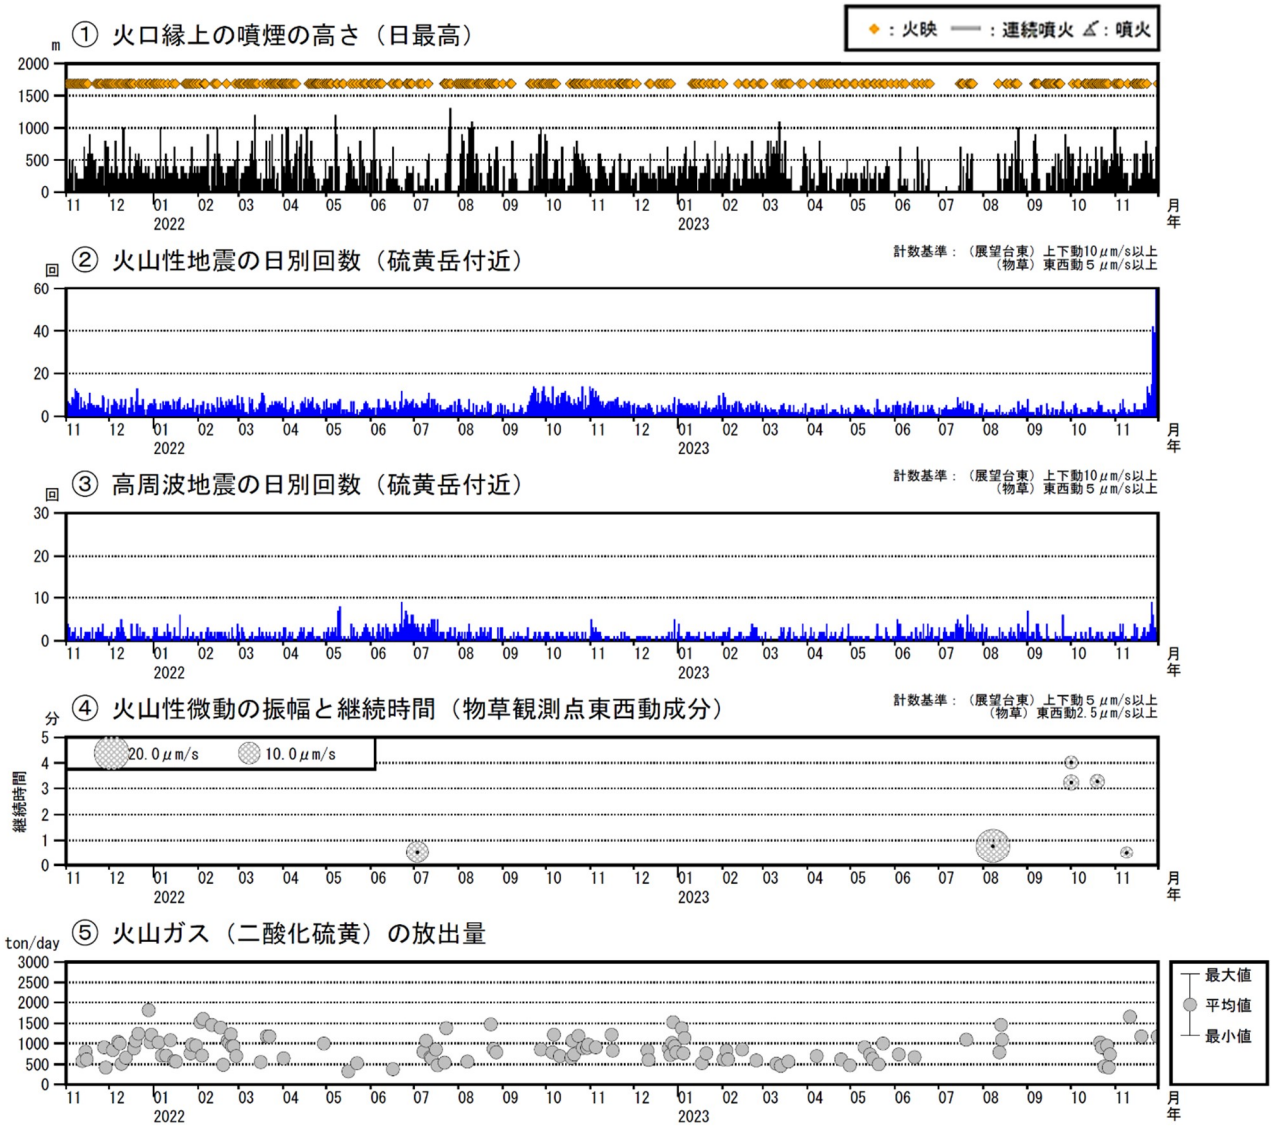 ① 火口縁上の噴煙の高さ（日最高）
◆：火映 ：連続噴火 ：噴火
m
2000
1500
1000
500
0
11 12 01 02 03 04 05 06 07 08 09 10 11 12 01 02 03 04 05 06 07 08 09 10 11 月
2022 2023 年
② 火山性地震の日別回数（硫黄岳付近）
計数基準：（展望台東）上下動10μm/s以上
（物草）東西動５μm/s以上
回
60
40
20
0
11 12 01 02 03 04 05 06 07 08 09 10 11 12 01 02 03 04 05 06 07 08 09 10 11 月
2022 2023 年
③ 高周波地震の日別回数（硫黄岳付近）
計数基準：（展望台東）上下動10μm/s以上
（物草）東西動５μm/s以上
回
30
20
10
0
11 12 01 02 03 04 05 06 07 08 09 10 11 12 01 02 03 04 05 06 07 08 09 10 11 月
2022 2023 年
④ 火山性微動の振幅と継続時間（物草観測点東西動成分）
計数基準：（展望台東）上下動５μm/s以上
（物草）東西動2.5μm/s以上
分
継続時間
20.0μm/s 10.0μm/s
5
4
3
2
1
0
11 12 01 02 03 04 05 06 07 08 09 10 11 12 01 02 03 04 05 06 07 08 09 10 11 月
2022 2023 年
⑤ 火山ガス（二酸化硫黄）の放出量
ton/day
3000
2500
2000
1500
1000
500
0
最大値
平均値
最小値
11 12 01 02 03 04 05 06 07 08 09 10 11 12 01 02 03 04 05 06 07 08 09 10 11 月
2022 2023 年